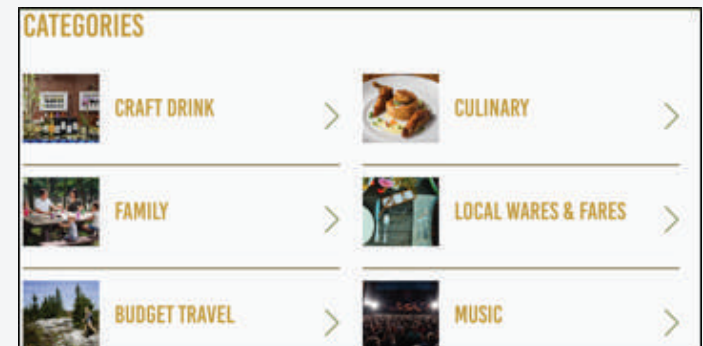 CATEGORIES
CRAFT DRINK
CULINARY
FAMILY
LOCAL WARES & FARES
BUDGET TRAVEL
MUSIC